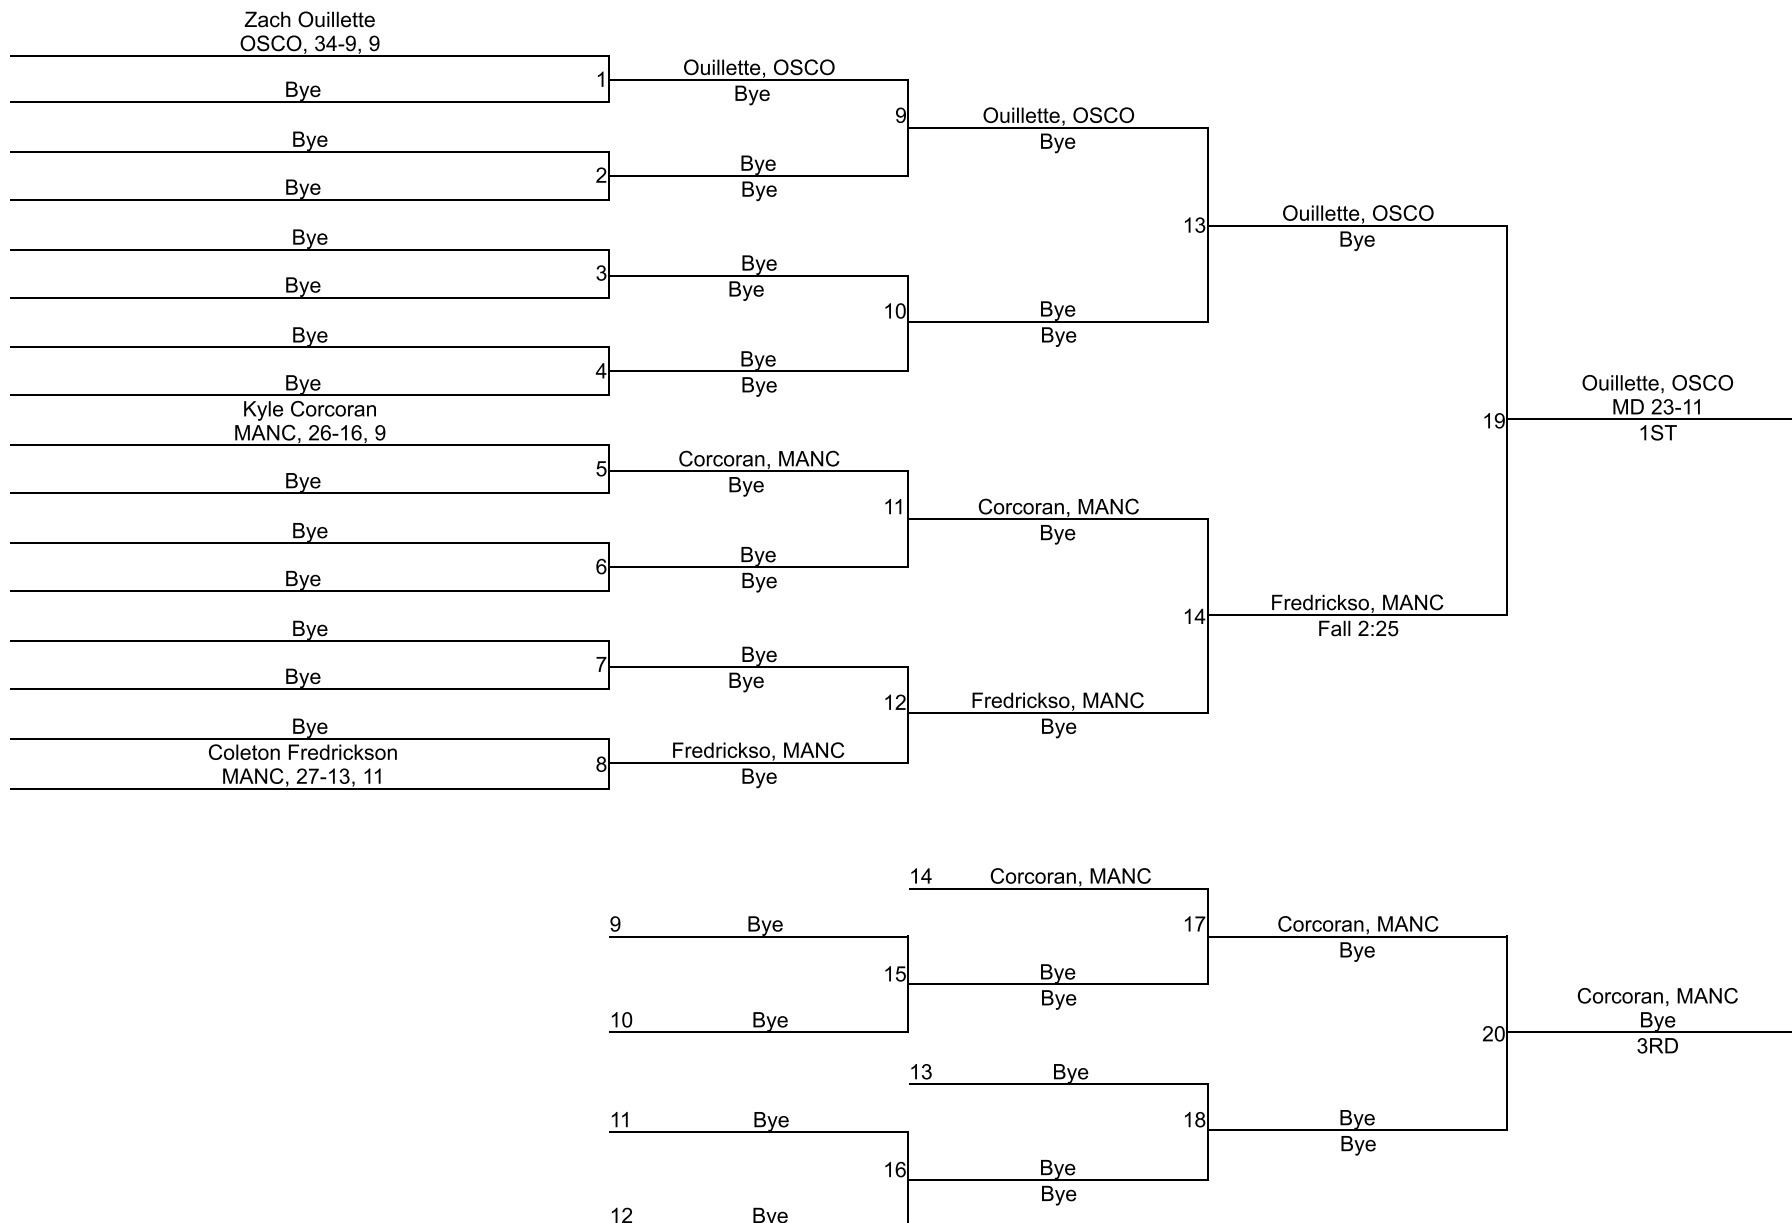 Zach Ouillette
OSCO, 34-9, 9
1
Bye
Bye
2
Bye
Bye
3
Bye
Bye
4
Bye
Kyle Corcoran
MANC, 26-16, 9
5
Bye
Bye
6
Bye
Bye
7
Bye
Bye
Coleton Fredrickson
MANC, 27-13, 11
8
Ouillette, OSCO
Bye
9
Bye
Bye
Bye
Bye
10
Bye
Bye
Corcoran, MANC
Bye
11
Bye
Bye
Bye
Bye
12
Fredrickso, MANC
Bye
Ouillette, OSCO
Bye
13
Bye
Bye
Corcoran, MANC
Bye
14
Fredrickso, MANC
Bye
Ouillette, OSCO
Bye
19
Fredrickso, MANC
Fall 2:25
Ouillette, OSCO
MD 23-11
1ST
14 Corcoran, MANC
9 Bye
17
15
10 Bye
Bye
Bye
13 Bye
11 Bye
18
16
12 Bye
Bye
Bye
Corcoran, MANC
Bye
20
Bye
Bye
Corcoran, MANC
Bye
3RD